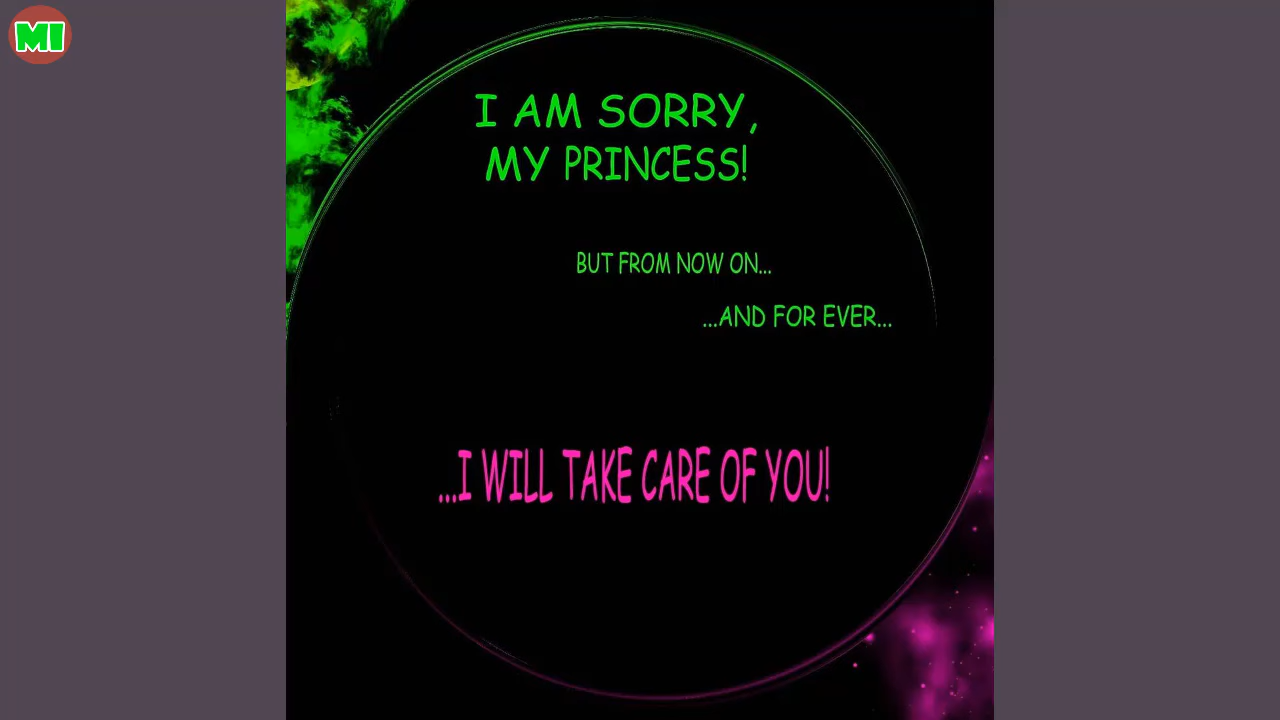 MI
I AM SORRY,
MY PRINCESS!
BUT FROM NOW ON...
...AND FOR EVER...
...I WILL TAKE CARE OF YOU!